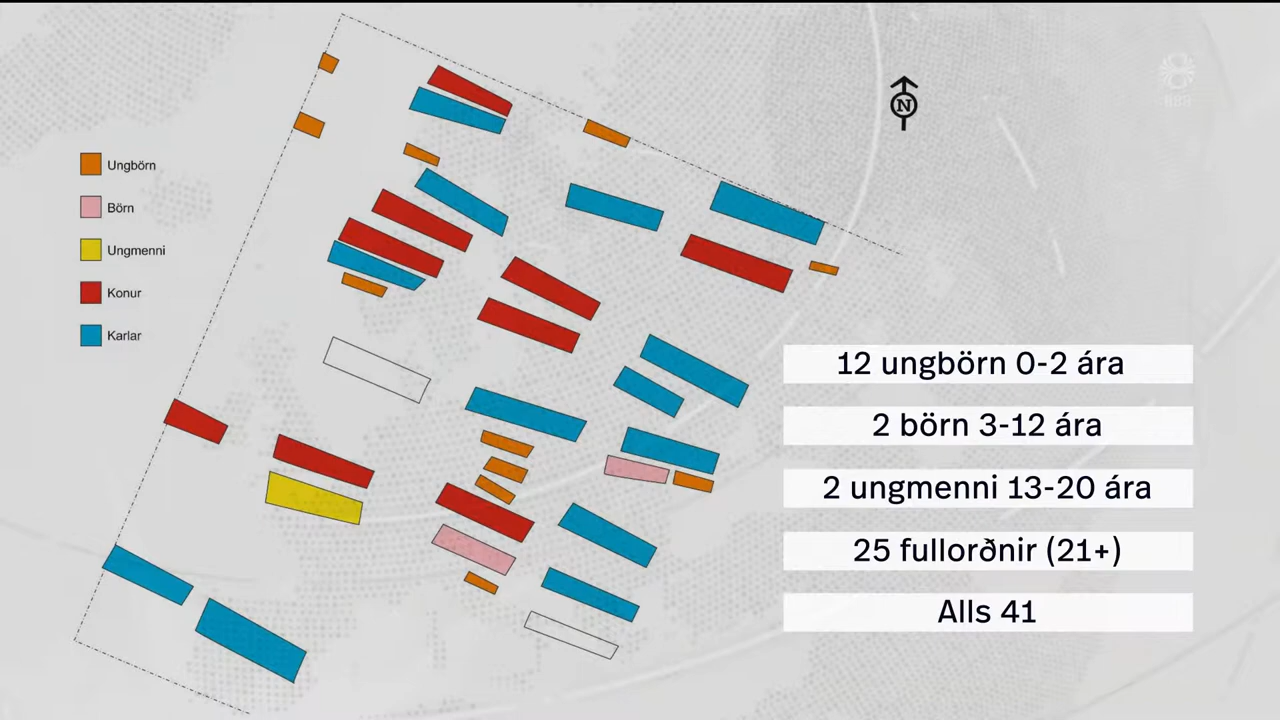 N
Ungbörn
Börn
Ungmenni
Konur
Karlar
12 ungbörn 0-2 ára
2 börn 3-12 ára
2 ungmenni 13-20 ára
25 fullorðnir (21+)
Alls 41